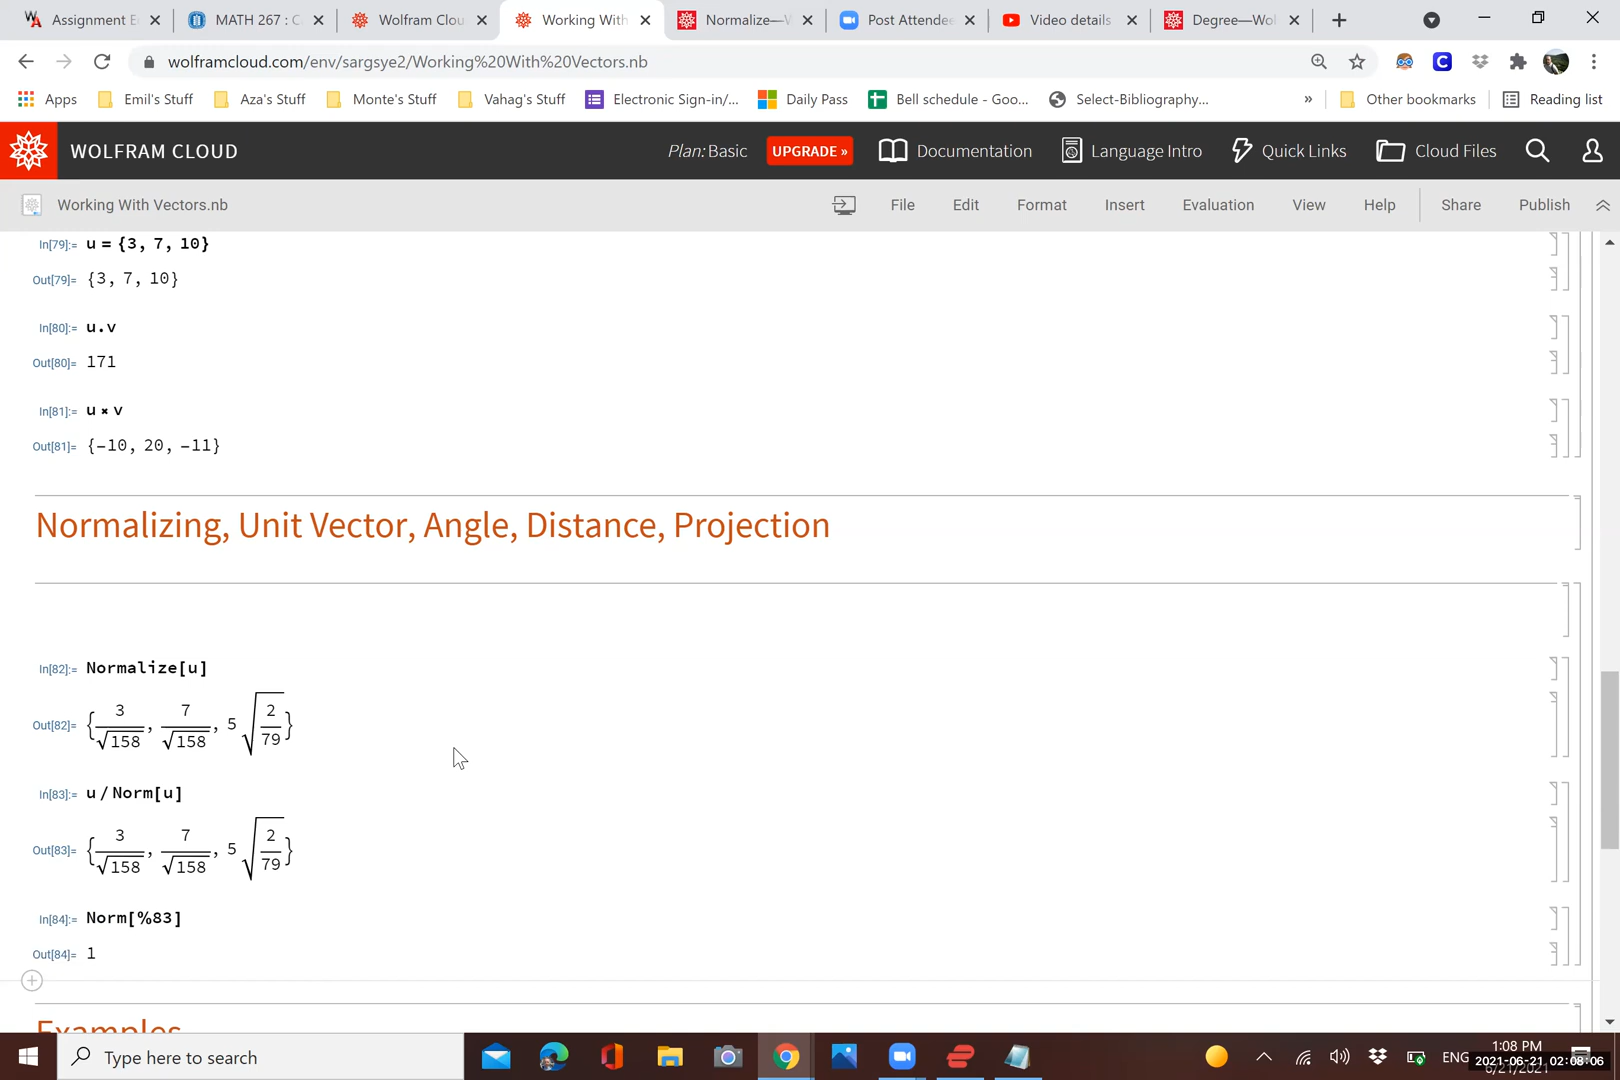 Assignment E
MATH 267 : C
Wolfram Clou
Working With
Normalize—W
Post Attendee
Video details
Degree—Wol
wolframcloud.com/env/sargsye2/Working%20With%20Vectors.nb
Apps
Emil's Stuff
Aza's Stuff
Monte's Stuff
Vahag's Stuff
Electronic Sign-in/...
Daily Pass
Bell schedule - Goo...
Select-Bibliography...
»
Other bookmarks
Reading list
WOLFRAM CLOUD
Plan: Basic
UPGRADE »
Documentation
Language Intro
Quick Links
Cloud Files
Working With Vectors.nb
File
Edit
Format
Insert
Evaluation
View
Help
Share
Publish
In[79]:= u = {3, 7, 10}
Out[79]= {3, 7, 10}
In[80]:= u.v
Out[80]= 171
In[81]:= u × v
Out[81]= {-10, 20, -11}
Normalizing, Unit Vector, Angle, Distance, Projection
In[82]:= Normalize[u]
Out[82]= {3/√158, 7/√158, 5 √(2/79)}
In[83]:= u / Norm[u]
Out[83]= {3/√158, 7/√158, 5 √(2/79)}
In[84]:= Norm[%83]
Out[84]= 1
Examples
Type here to search
ENG
1:08 PM
2021-06-21 02:08:06